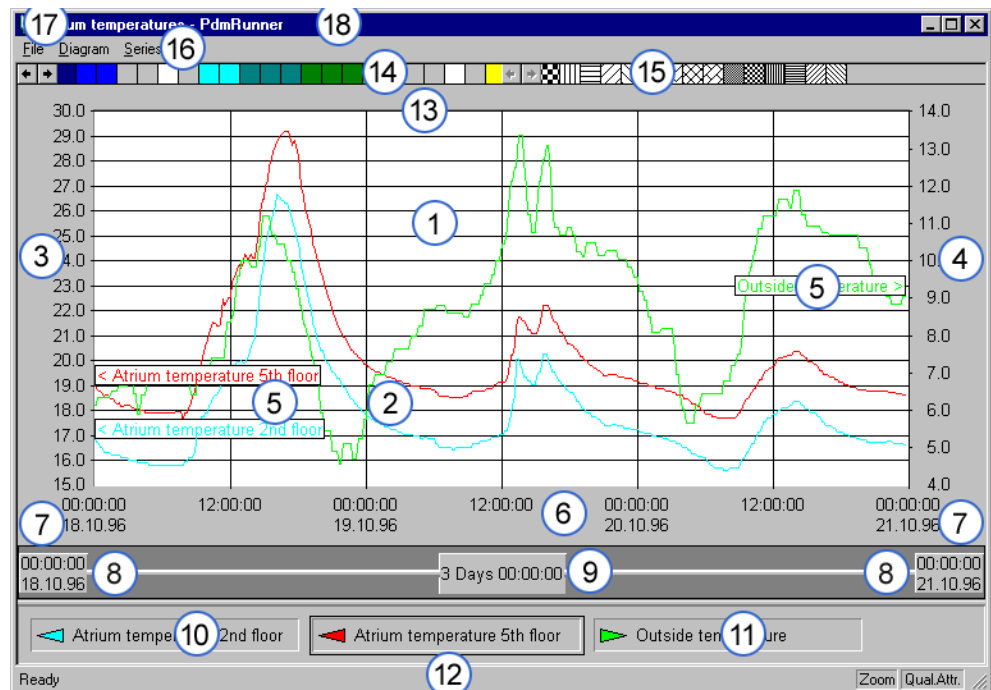 17 Atrium temperatures - PdmRunner 18
File Diagram Series 16
14 15
13
30.0 14.0
29.0
28.0 13.0
27.0
26.0 12.0
1
25.0 11.0
3 24.0 10.0 4
23.0 Outside 5 >
9.0
22.0
21.0 8.0
20.0
< Atrium temperature 5th floor 7.0
19.0
5 2
18.0 6.0
< Atrium temperature 2nd floor
17.0
5.0
16.0
15.0 4.0
00:00:00 12:00:00 00:00:00 12:00:00 6 00:00:00 12:00:00 00:00:00
7 18.10.96 19.10.96 20.10.96 21.10.96 7
00:00:00 8 3 Days 00:00:00 9 8 00:00:00
18.10.96 21.10.96
Atrium 10 2nd floor Atrium temperature 5th floor Outside 11
12
Ready Zoom Qual.Attr.